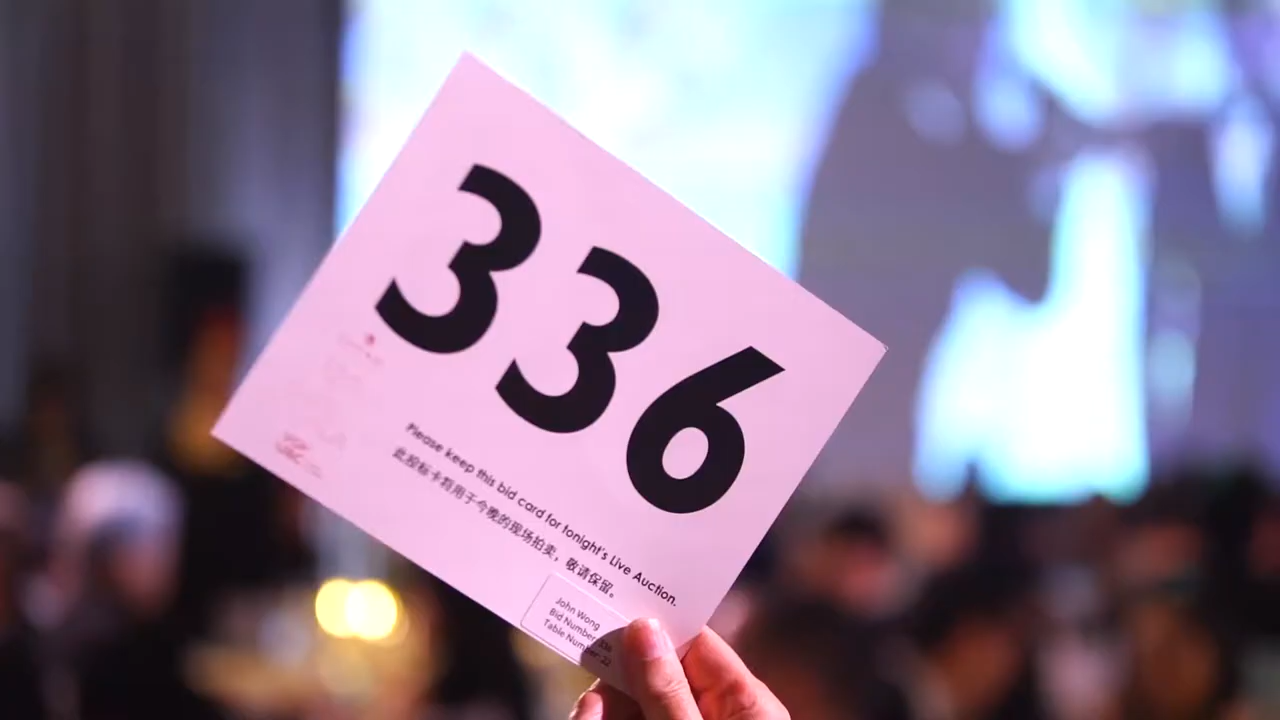 336
Please keep this bid card for tonight's Live Auction.
此投标卡将用于今晚的现场拍卖，敬请保留。
John Wong
Bid Number: 336
Table Number: 22